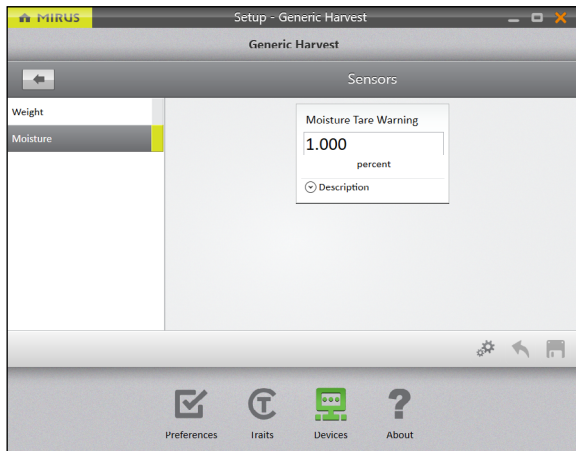 MIRUS
Setup - Generic Harvest
Generic Harvest
Sensors
Weight
Moisture
Moisture Tare Warning
1.000
percent
Description
Preferences
Traits
Devices
About